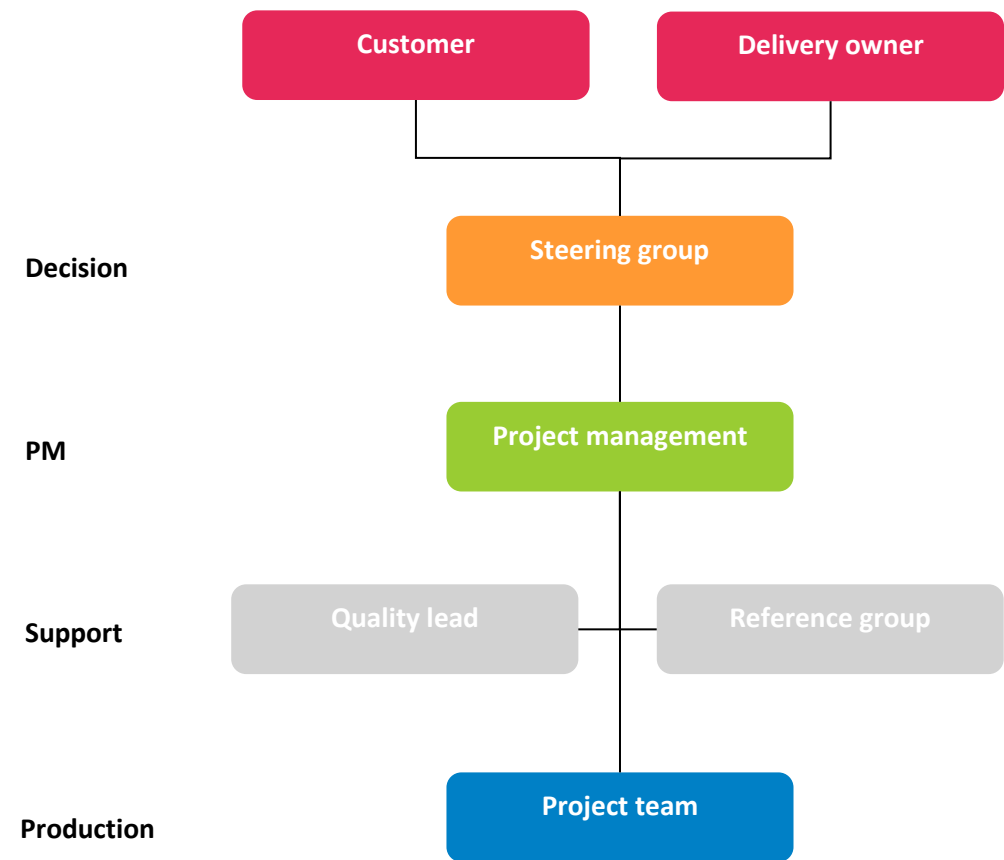 Customer
Delivery owner
Decision
Steering group
PM
Project management
Support
Quality lead
Reference group
Production
Project team